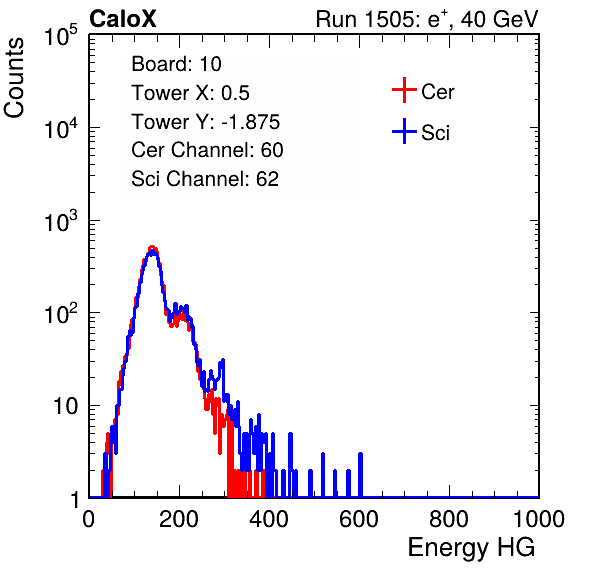 CaloX Run 1505: e⁺, 40 GeV
Counts
Board: 10
Tower X: 0.5
Tower Y: -1.875
Cer Channel: 60
Sci Channel: 62
Cer
Sci
10⁵
10⁴
10³
10²
10
1
0 200 400 600 800 1000
Energy HG